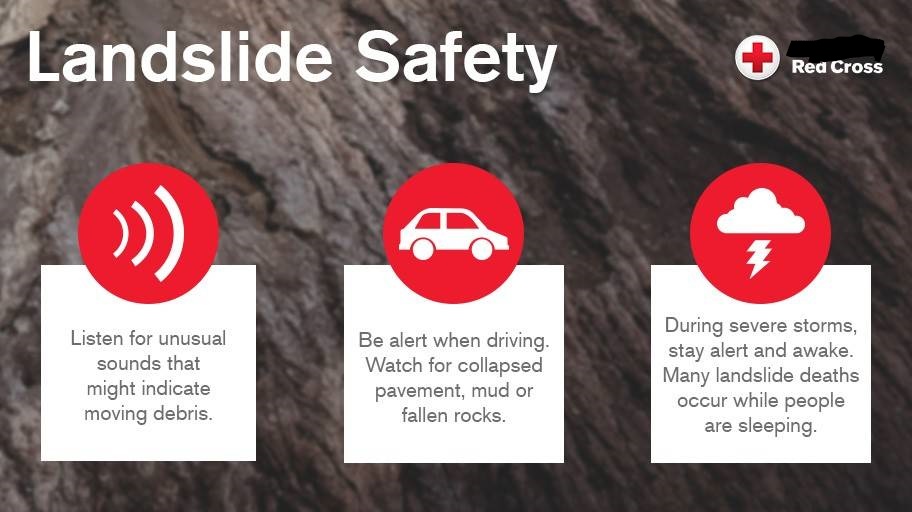 Landslide Safety
Red Cross
Listen for unusual
sounds that
might indicate
moving debris.
Be alert when driving.
Watch for collapsed
pavement, mud or
fallen rocks.
During severe storms,
stay alert and awake.
Many landslide deaths
occur while people
are sleeping.